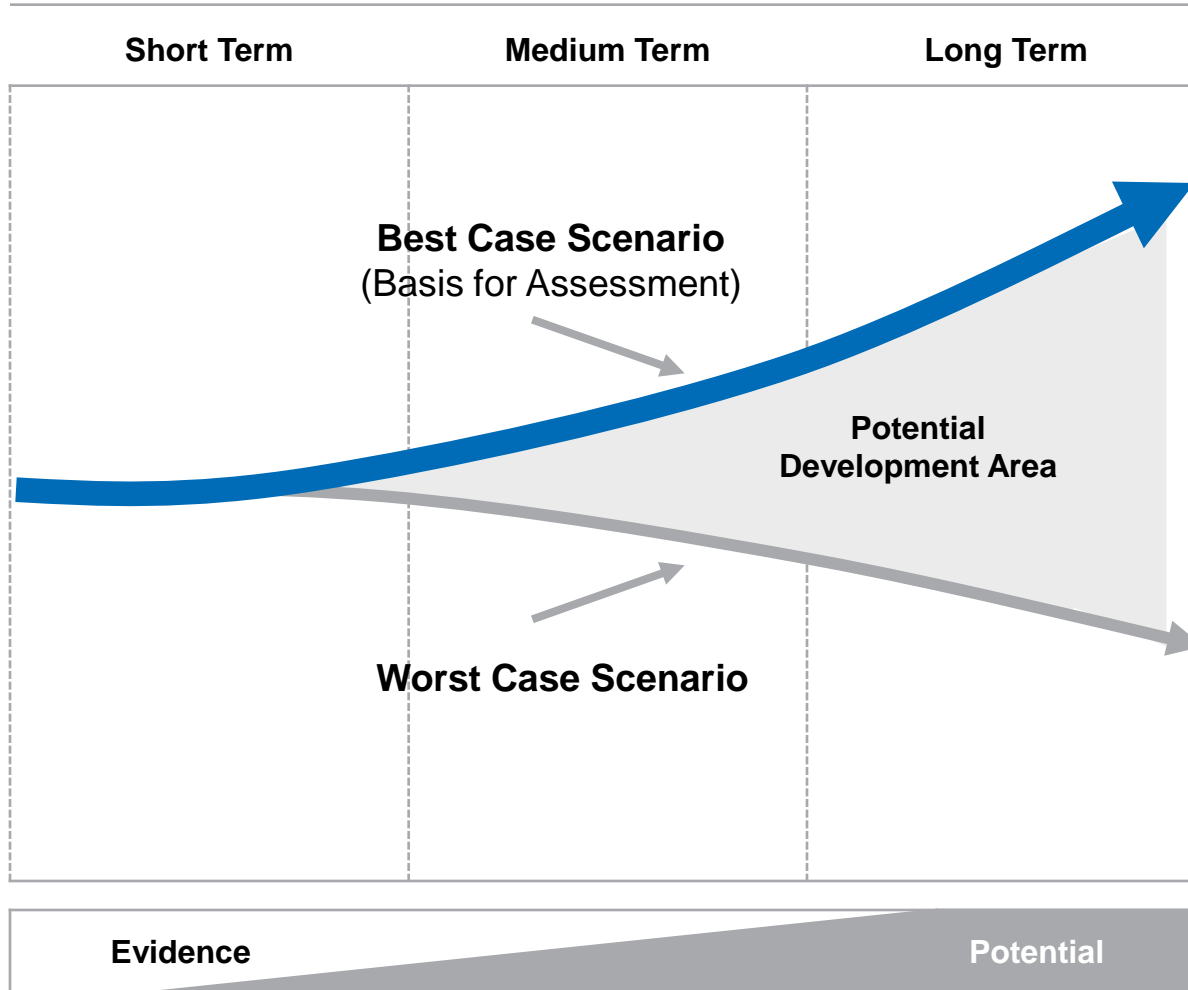 Short Term
Medium Term
Long Term
Best Case Scenario
(Basis for Assessment)
Potential
Development Area
Worst Case Scenario
Evidence
Potential